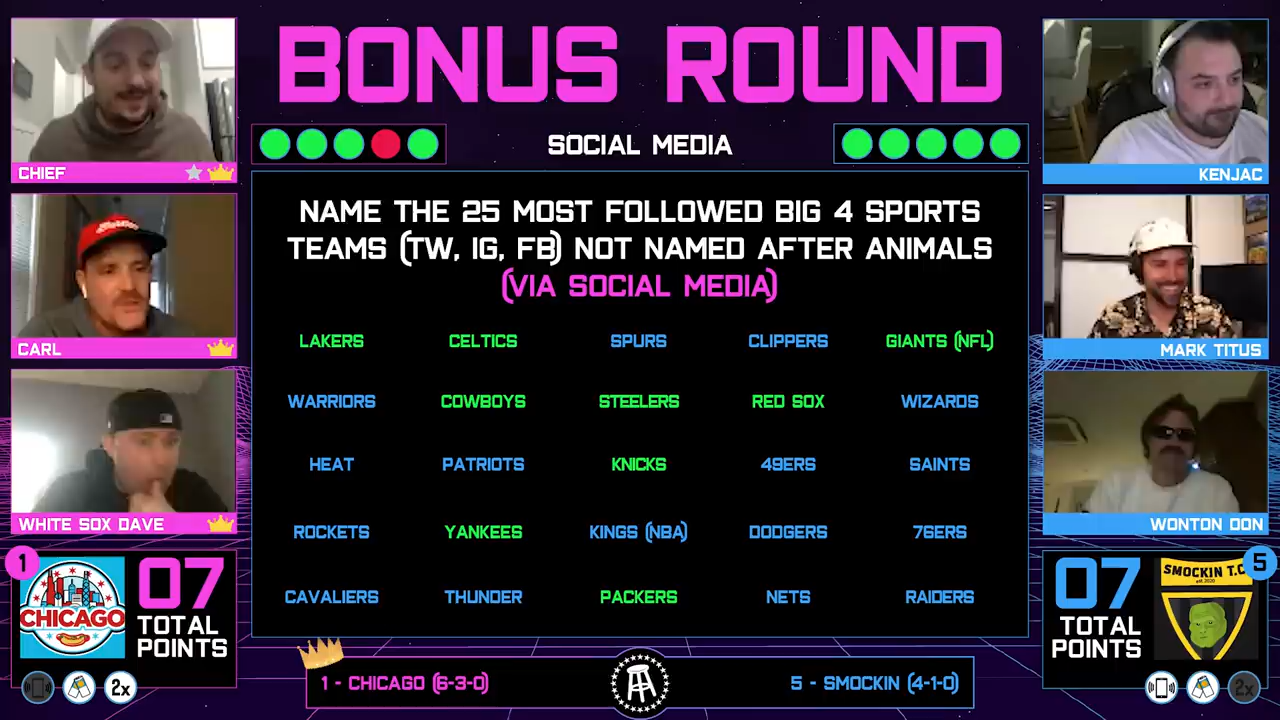 BONUS ROUND
SOCIAL MEDIA
NAME THE 25 MOST FOLLOWED BIG 4 SPORTS
TEAMS (TW, IG, FB) NOT NAMED AFTER ANIMALS
(VIA SOCIAL MEDIA)
LAKERS CELTICS SPURS CLIPPERS GIANTS (NFL)
WARRIORS COWBOYS STEELERS RED SOX WIZARDS
HEAT PATRIOTS KNICKS 49ERS SAINTS
ROCKETS YANKEES KINGS (NBA) DODGERS 76ERS
CAVALIERS THUNDER PACKERS NETS RAIDERS
CHIEF
CARL
WHITE SOX DAVE
KENJAC
MARK TITUS
WONTON DON
1
CHICAGO
07
TOTAL
POINTS
2x
1 - CHICAGO (6-3-0)
5 - SMOCKIN (4-1-0)
07
TOTAL
POINTS
5
SMOCKIN T.C
est. 2020
2x